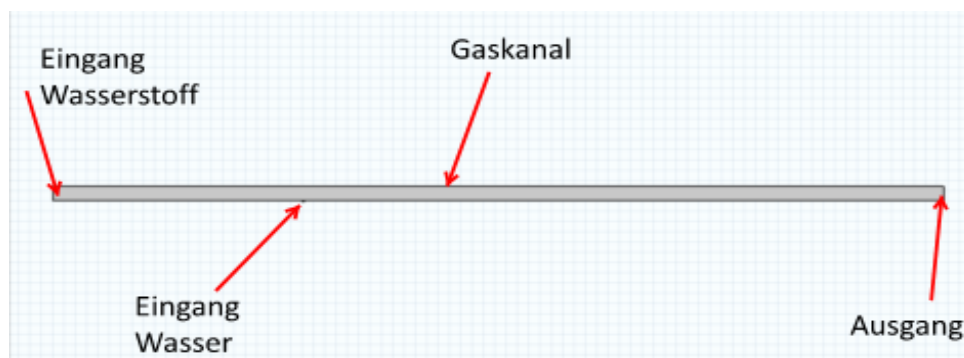 Eingang
Wasserstoff
Gaskanal
Eingang
Wasser
Ausgang